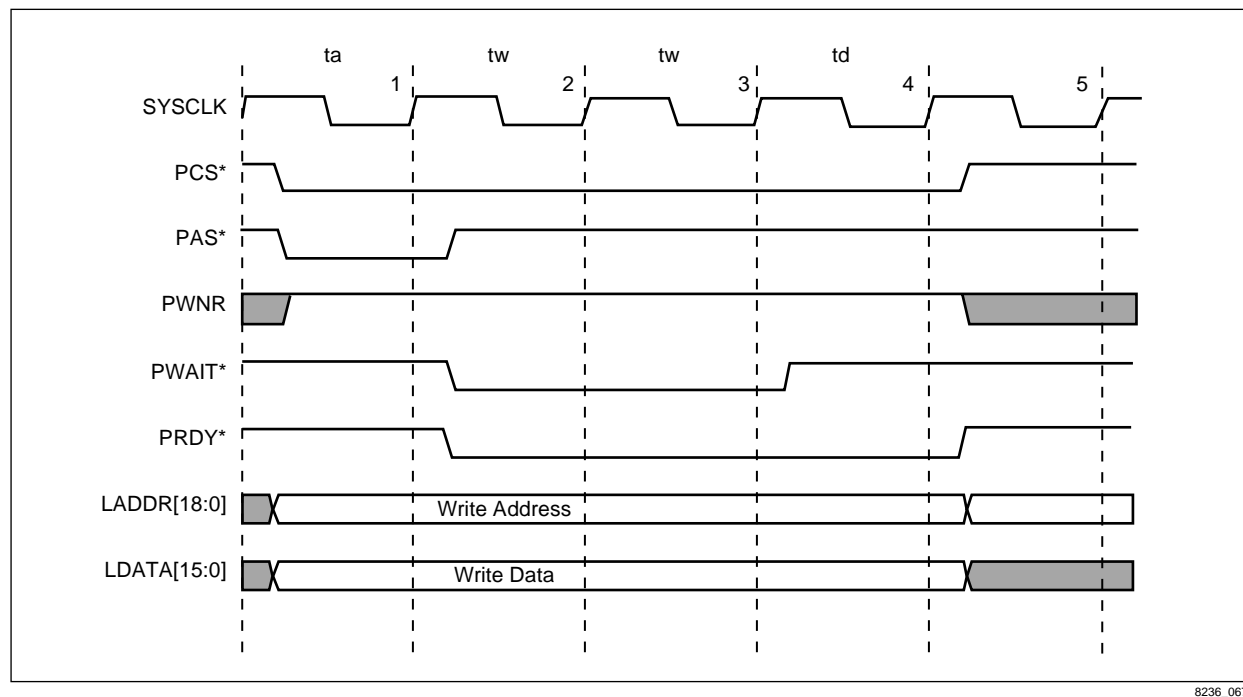 ta tw tw td
1 2 3 4 5
SYSCLK
PCS*
PAS*
PWNR
PWAIT*
PRDY*
LADDR[18:0] Write Address
LDATA[15:0] Write Data